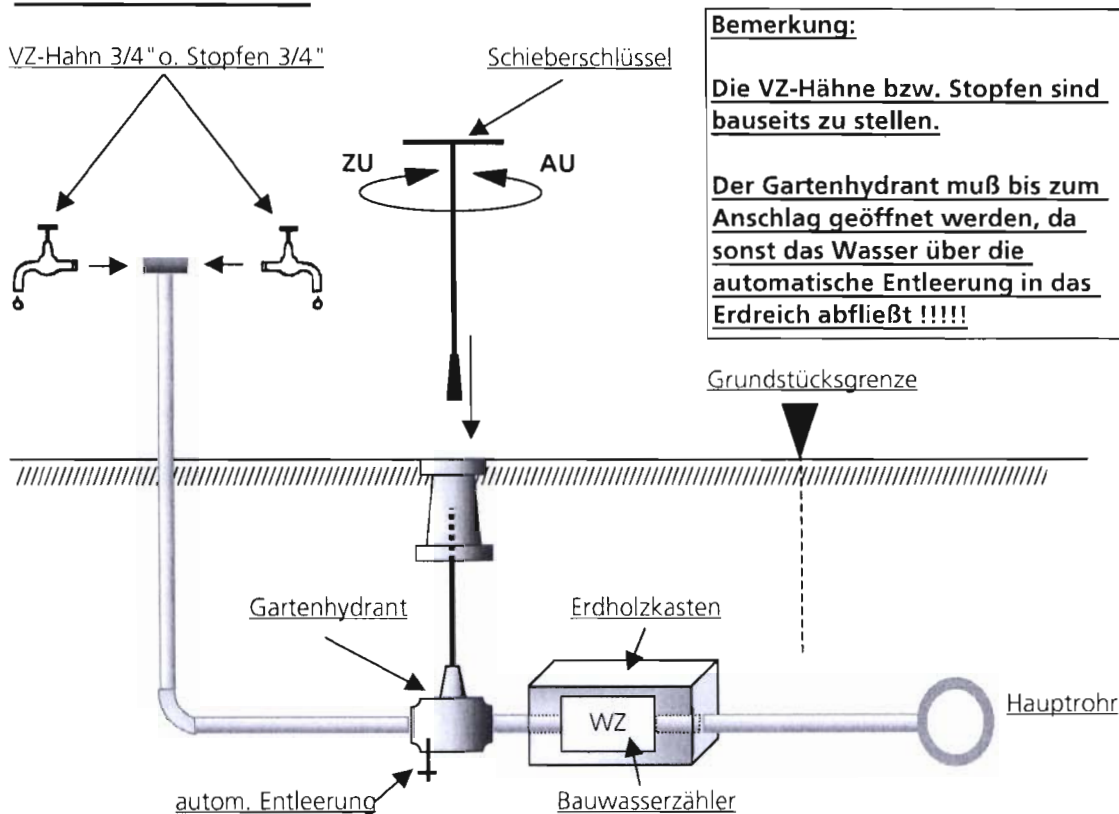 VZ-Hahn 3/4" o. Stopfen 3/4"
Schieberschlüssel
ZU
AU
Bemerkung:
Die VZ-Hähne bzw. Stopfen sind
bauseits zu stellen.
Der Gartenhydrant muß bis zum
Anschlag geöffnet werden, da
sonst das Wasser über die
automatische Entleerung in das
Erdreich abfließt !!!!!
Grundstücksgrenze
Gartenhydrant
Erdholzkasten
WZ
Hauptrohr
autom. Entleerung
Bauwasserzähler